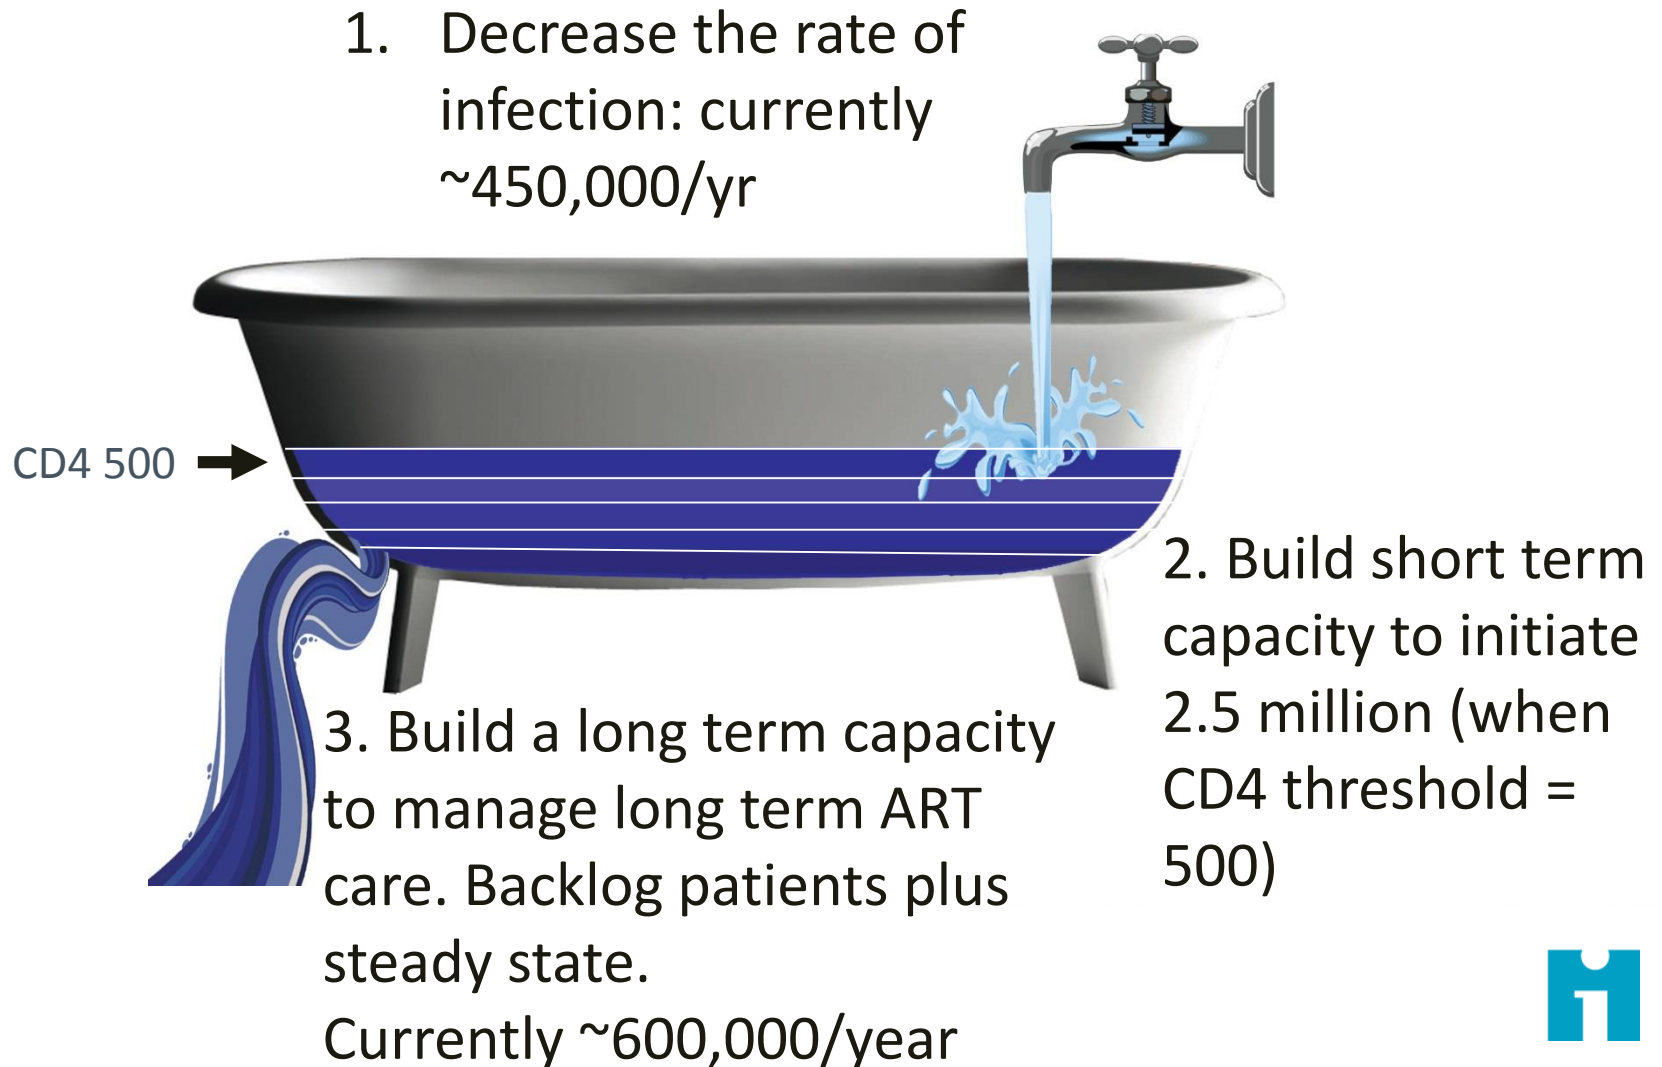 1. Decrease the rate of
infection: currently
~450,000/yr
CD4 500
2. Build short term
capacity to initiate
2.5 million (when
CD4 threshold =
500)
3. Build a long term capacity
to manage long term ART
care. Backlog patients plus
steady state.
Currently ~600,000/year